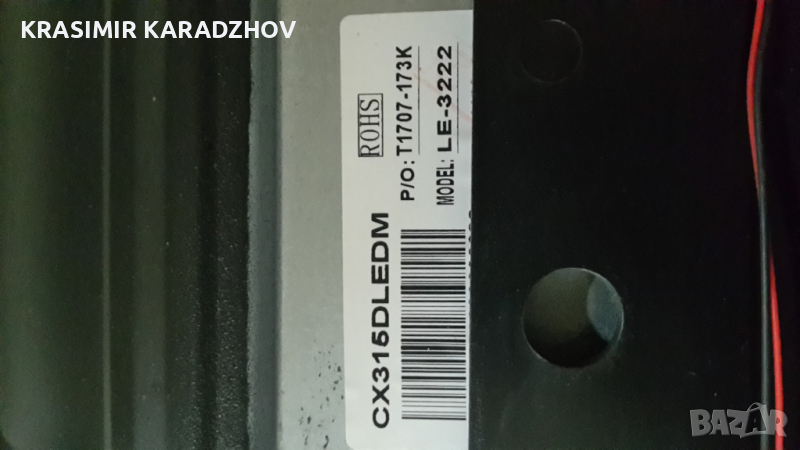 KRASIMIR KARADZHOV
CX315DLEDM
ROHS
P/O: T1707-173K
MODEL: LE-3222
BAZAR